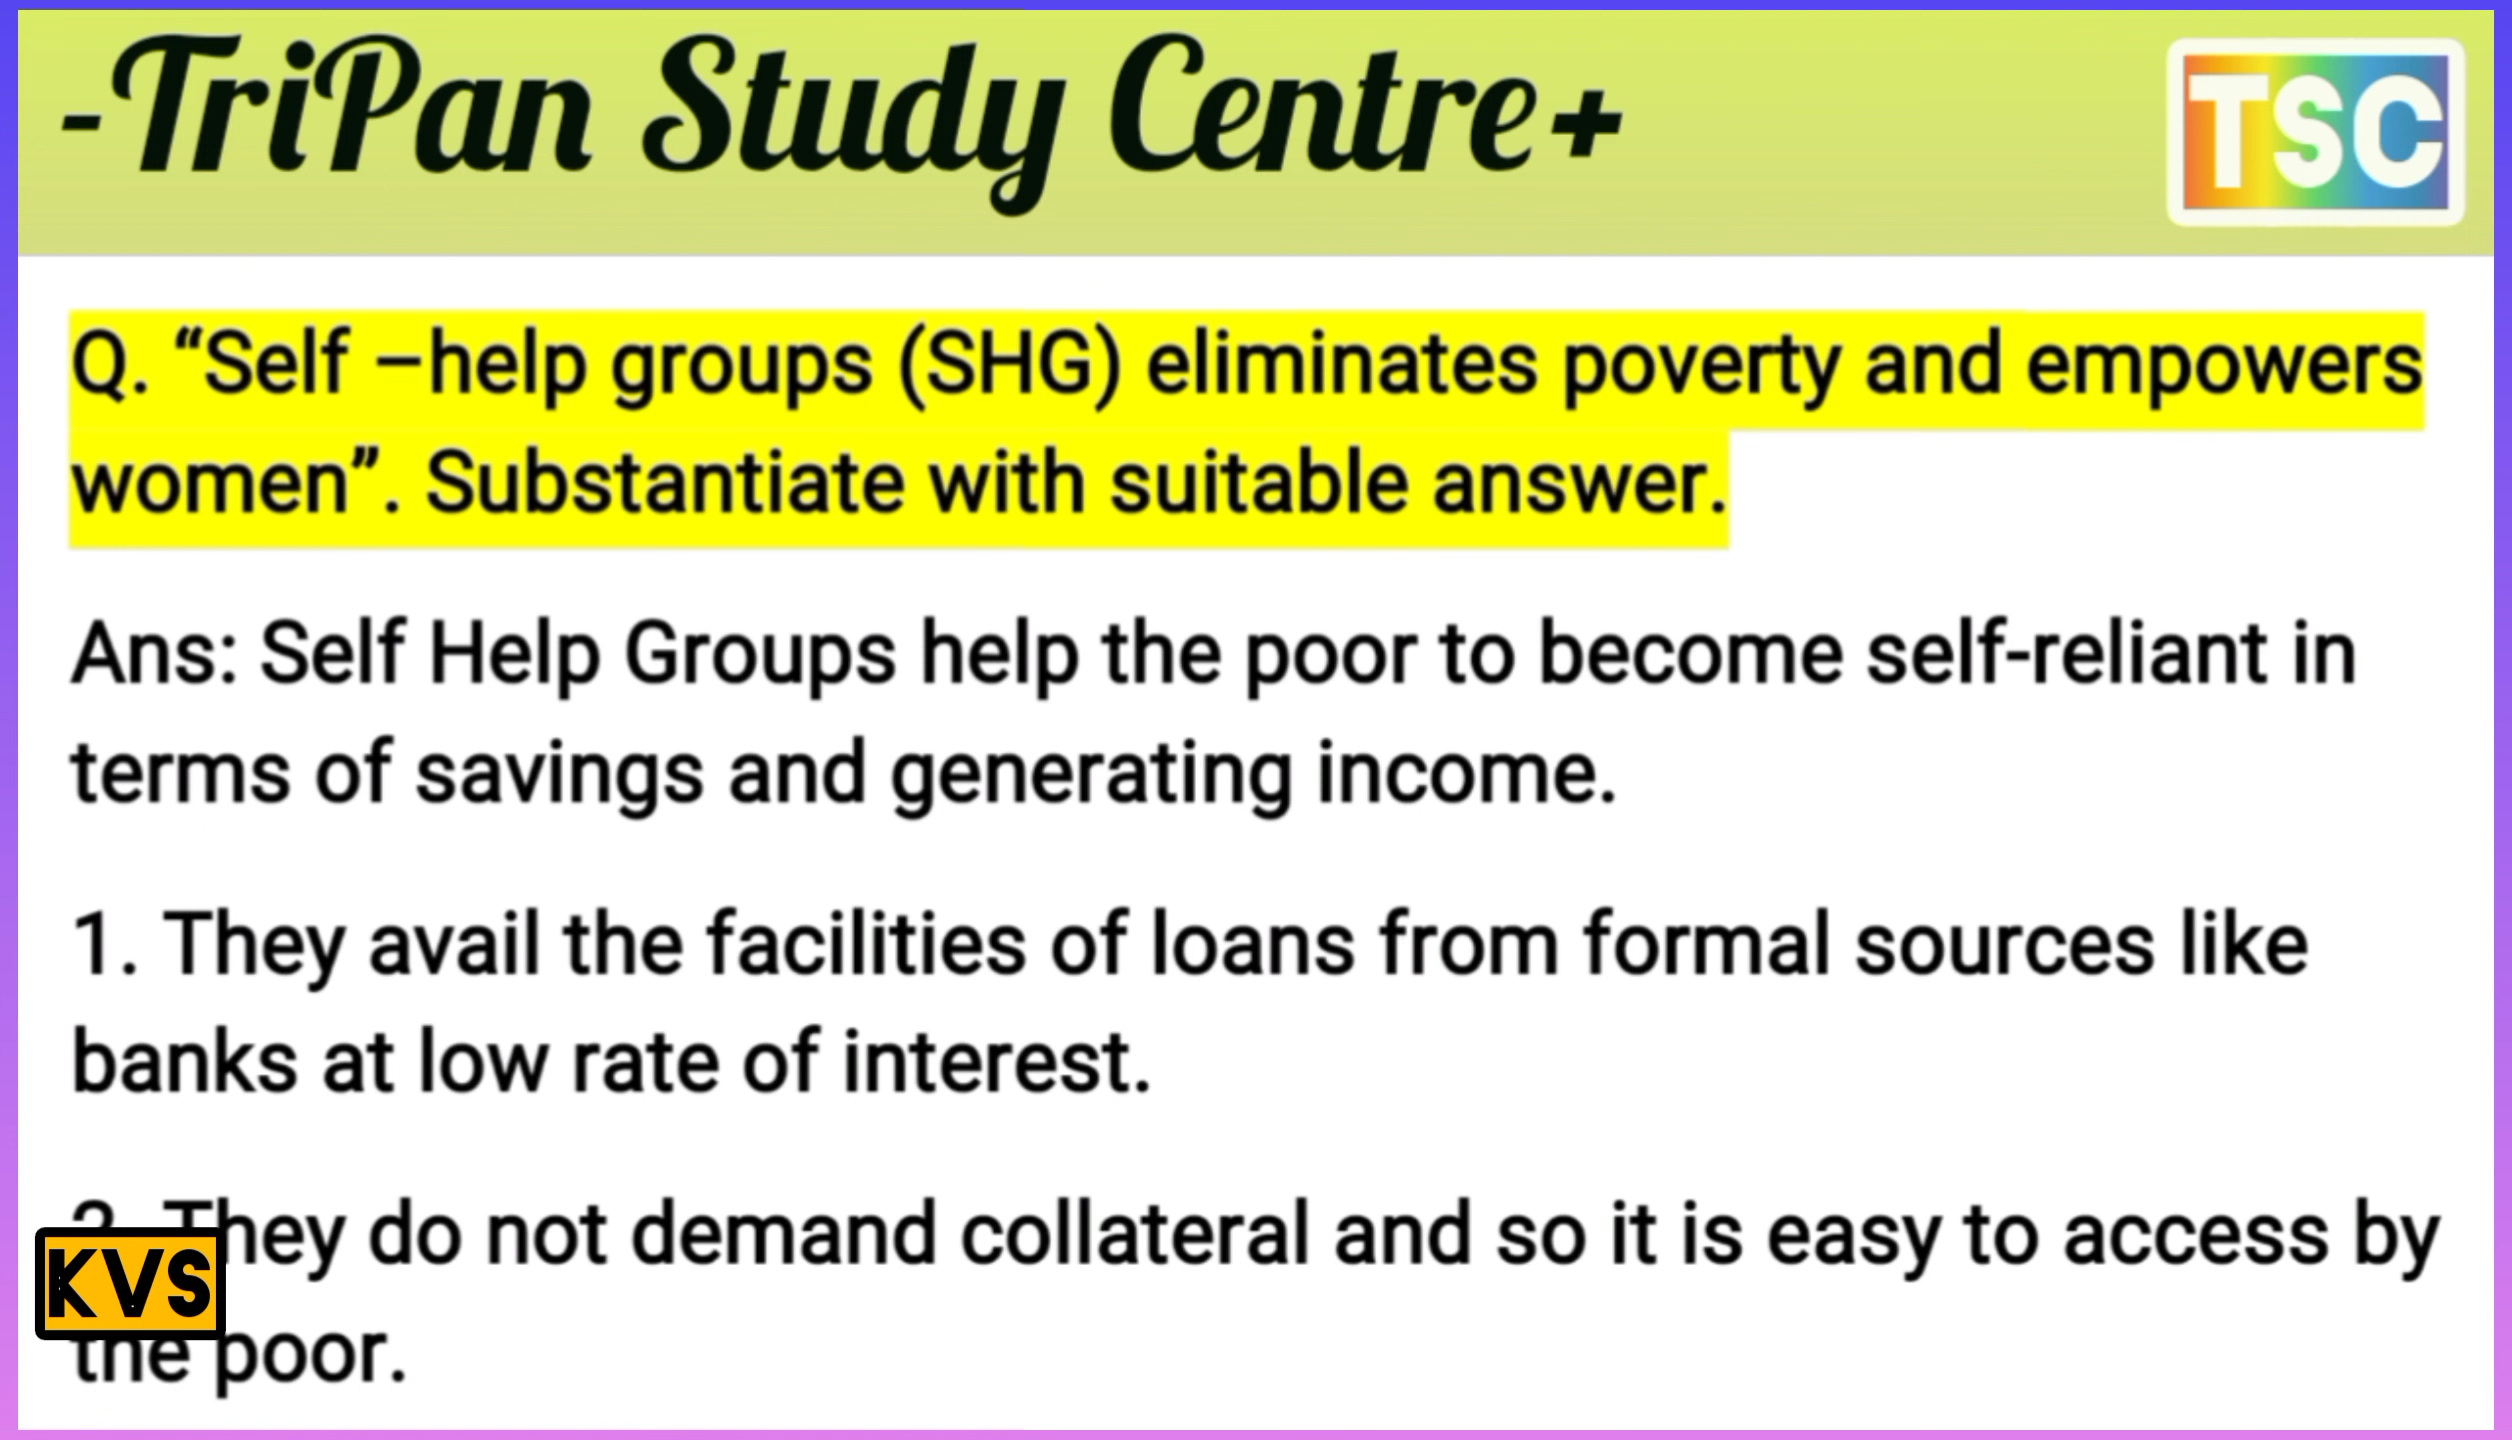 -TriPan Study Centre+
TSC
Q. “Self –help groups (SHG) eliminates poverty and empowers
women”. Substantiate with suitable answer.
Ans: Self Help Groups help the poor to become self-reliant in
terms of savings and generating income.
1. They avail the facilities of loans from formal sources like
banks at low rate of interest.
2. They do not demand collateral and so it is easy to access by
KVS
the poor.